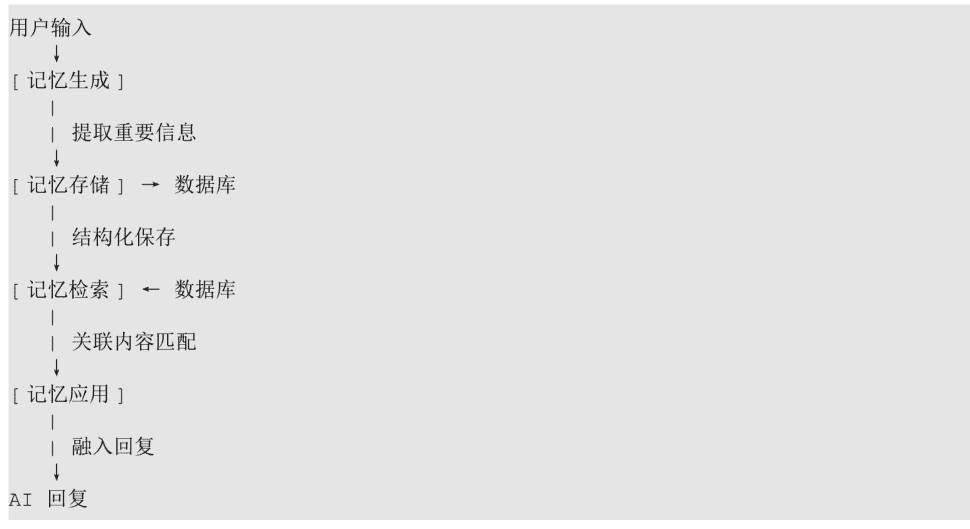 用户输入
↓
[ 记忆生成 ]
|
| 提取重要信息
↓
[ 记忆存储 ] → 数据库
|
| 结构化保存
↓
[ 记忆检索 ] ← 数据库
|
| 关联内容匹配
↓
[ 记忆应用 ]
|
| 融入回复
↓
AI 回复